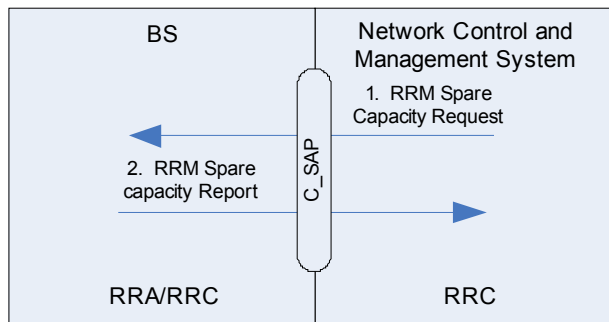 BS
Network Control and
Management System
1. RRM Spare
Capacity Request
2. RRM Spare
capacity Report
C_SAP
RRA/RRC
RRC